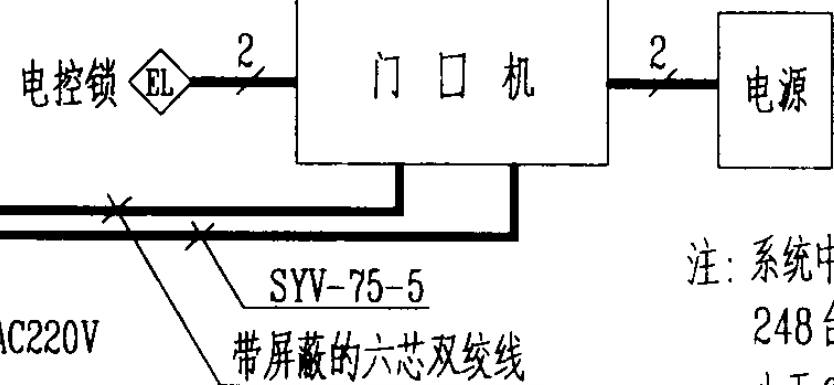 2
2
电控锁 EL
门口机
电源
SYV-75-5
注: 系统中
AC220V
248台
带屏蔽的六芯双绞线